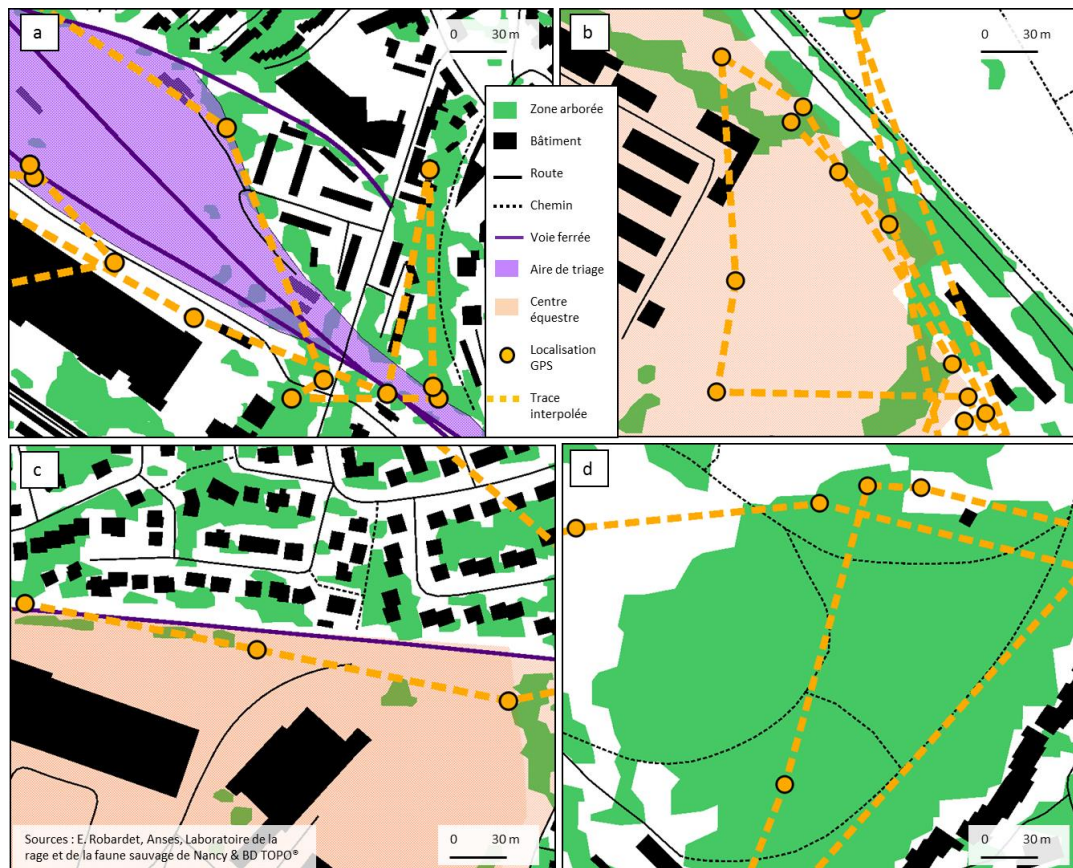 a
0 30 m
b
0 30 m
Zone arborée
Bâtiment
Route
Chemin
Voie ferrée
Aire de triage
Centre
équestre
Localisation
GPS
Trace
interpolée
c
d
Sources : E. Robardet, Anses, Laboratoire de la
rage et de la faune sauvage de Nancy & BD TOPO®
0 30 m
0 30 m